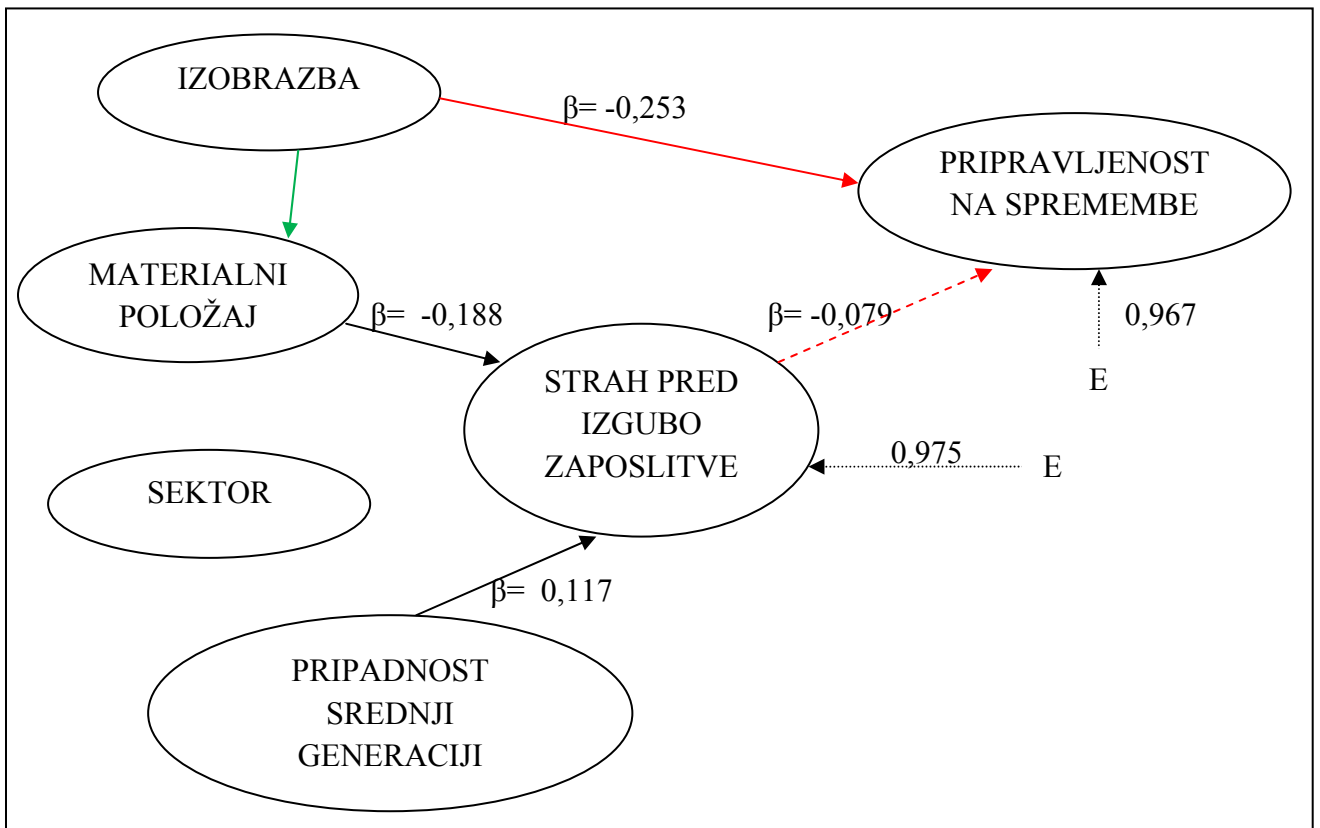 IZOBRAZBA
β= -0,253
PRIPRAVLJENOST
NA SPREMEMBE
MATERIALNI
POLOŽAJ
β=  -0,188
β= -0,079
0,967
E
STRAH PRED
IZGUBO
ZAPOSLITVE
0,975
E
SEKTOR
β=  0,117
PRIPADNOST
SREDNJI
GENERACIJI